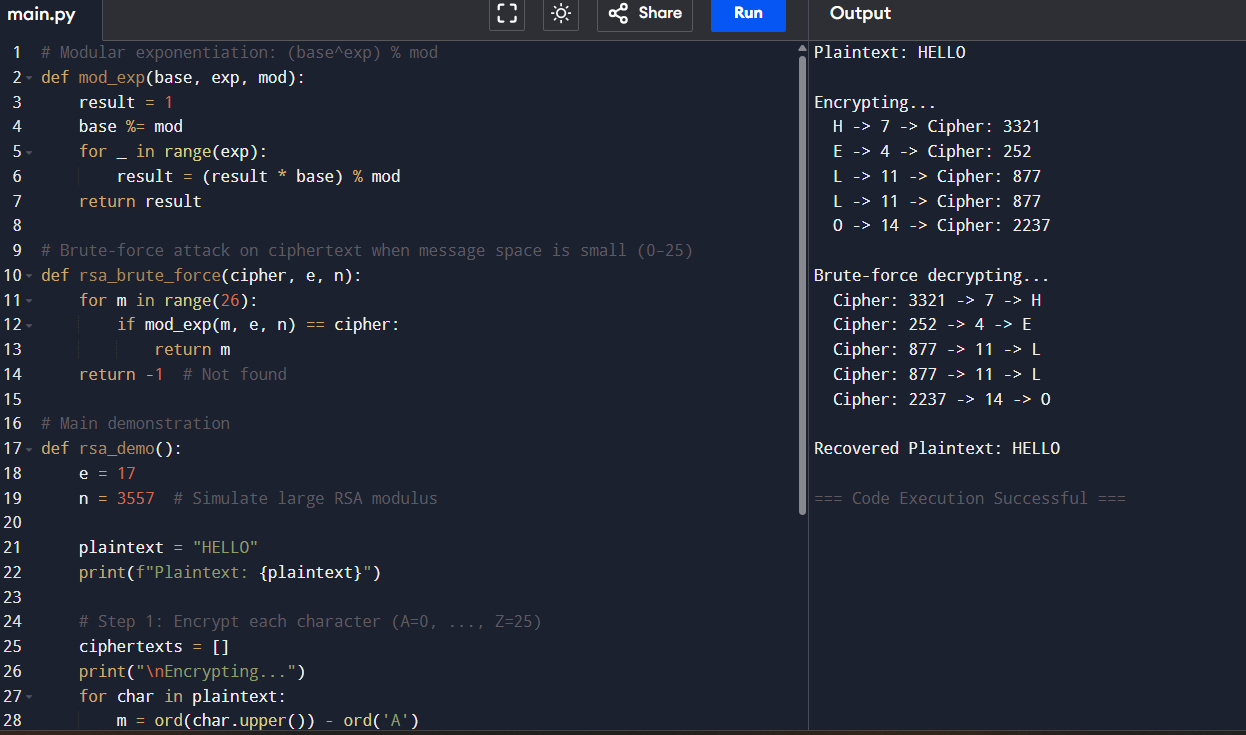 main.py
Share
Run
Output
1 # Modular exponentiation: (base^exp) % mod
2 def mod_exp(base, exp, mod):
3     result = 1
4     base %= mod
5     for _ in range(exp):
6         result = (result * base) % mod
7     return result
8
9 # Brute-force attack on ciphertext when message space is small (0–25)
10 def rsa_brute_force(cipher, e, n):
11     for m in range(26):
12         if mod_exp(m, e, n) == cipher:
13             return m
14     return -1  # Not found
15
16 # Main demonstration
17 def rsa_demo():
18     e = 17
19     n = 3557  # Simulate large RSA modulus
20
21     plaintext = "HELLO"
22     print(f"Plaintext: {plaintext}")
23
24     # Step 1: Encrypt each character (A=0, ..., Z=25)
25     ciphertexts = []
26     print("\nEncrypting...")
27     for char in plaintext:
28         m = ord(char.upper()) - ord('A')
Plaintext: HELLO

Encrypting...
  H -> 7 -> Cipher: 3321
  E -> 4 -> Cipher: 252
  L -> 11 -> Cipher: 877
  L -> 11 -> Cipher: 877
  O -> 14 -> Cipher: 2237

Brute-force decrypting...
  Cipher: 3321 -> 7 -> H
  Cipher: 252 -> 4 -> E
  Cipher: 877 -> 11 -> L
  Cipher: 877 -> 11 -> L
  Cipher: 2237 -> 14 -> O

Recovered Plaintext: HELLO

=== Code Execution Successful ===